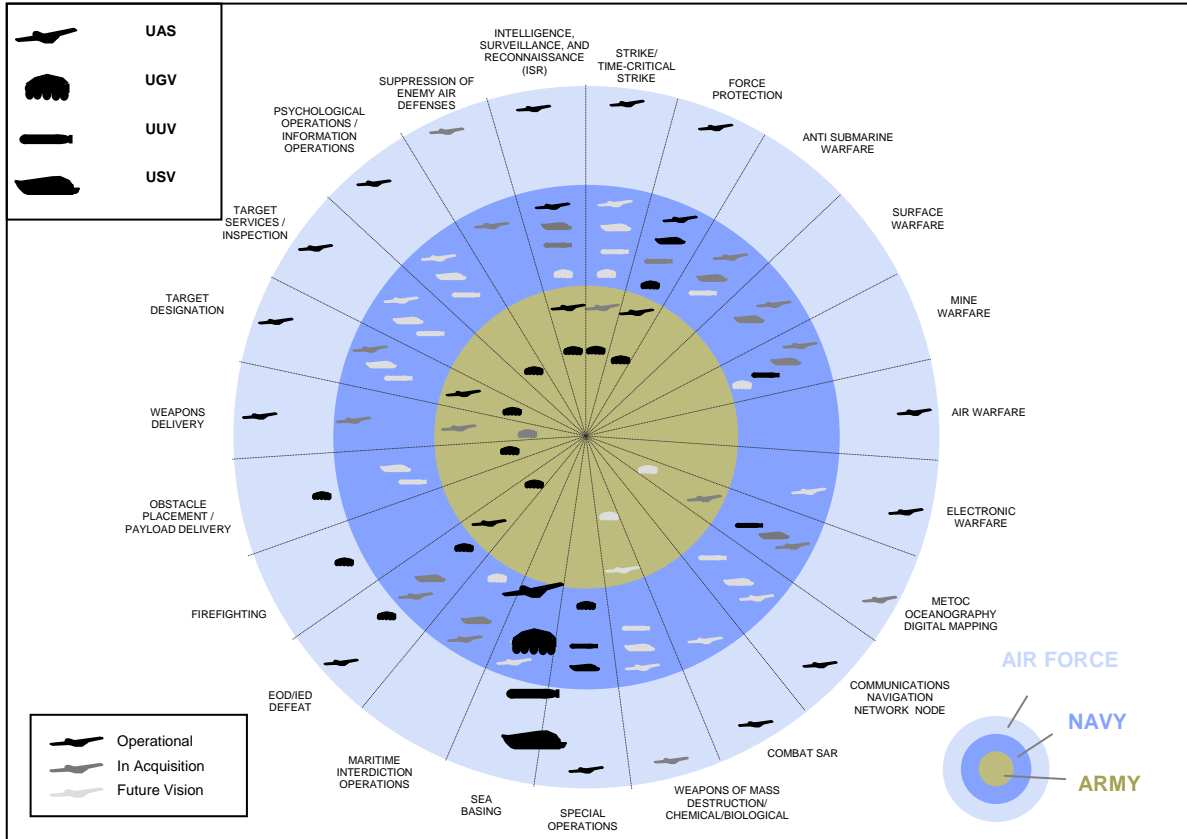 UAS
UGV
UUV
USV
INTELLIGENCE,
SURVEILLANCE, AND
RECONNAISSANCE
(ISR)
STRIKE/
TIME-CRITICAL
STRIKE
FORCE
PROTECTION
ANTI SUBMARINE
WARFARE
SURFACE
WARFARE
MINE
WARFARE
AIR WARFARE
ELECTRONIC
WARFARE
METOC
OCEANOGRAPHY
DIGITAL MAPPING
COMMUNICATIONS
NAVIGATION
NETWORK NODE
COMBAT SAR
WEAPONS OF MASS
DESTRUCTION/
CHEMICAL/BIOLOGICAL
SPECIAL
OPERATIONS
SEA
BASING
MARITIME
INTERDICTION
OPERATIONS
EOD/IED
DEFEAT
FIREFIGHTING
OBSTACLE
PLACEMENT /
PAYLOAD DELIVERY
WEAPONS
DELIVERY
TARGET
DESIGNATION
TARGET
SERVICES /
INSPECTION
PSYCHOLOGICAL
OPERATIONS /
INFORMATION
OPERATIONS
SUPPRESSION OF
ENEMY AIR
DEFENSES
Operational
In Acquisition
Future Vision
AIR FORCE
NAVY
ARMY